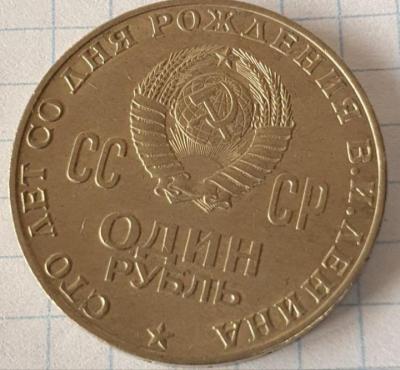 СТО ЛЕТ СО ДНЯ РОЖДЕНИЯ В.И.ЛЕНИНА
СС СР
ОДИН
РУБЛЬ